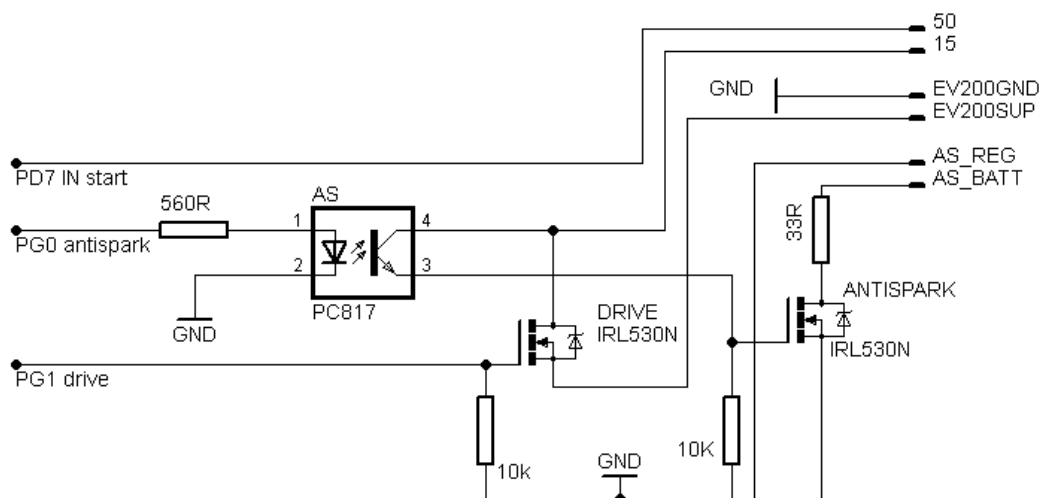 50
15
GND
EV200GND
EV200SUP
AS_REG
AS_BATT
PD7 IN start
AS
560R
1
4
33R
PG0 antispark
2
3
GND
PC817
DRIVE
IRL530N
ANTISPARK
IRL530N
PG1 drive
10k
GND
10K